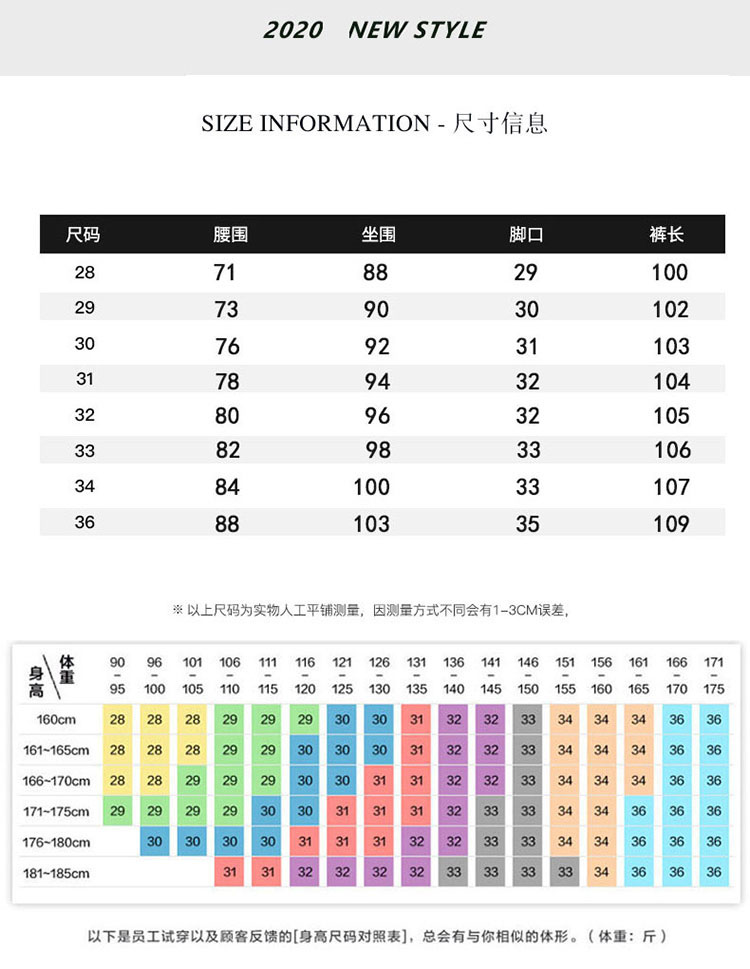 2020 NEW STYLE
SIZE INFORMATION - 尺寸信息
尺码 腰围 坐围 脚口 裤长
28 71 88 29 100
29 73 90 30 102
30 76 92 31 103
31 78 94 32 104
32 80 96 32 105
33 82 98 33 106
34 84 100 33 107
36 88 103 35 109
※ 以上尺码为实物人工平铺测量，因测量方式不同会有1-3CM误差，
身高 体重 90-95 96-100 101-105 106-110 111-115 116-120 121-125 126-130 131-135 136-140 141-145 146-150 151-155 156-160 161-165 166-170 171-175
160cm 28 28 28 29 29 29 30 30 31 32 32 33 34 34 34 36 36
161~165cm 28 28 28 29 29 30 30 30 31 32 32 33 34 34 34 36 36
166~170cm 28 28 29 29 29 30 30 31 31 32 32 33 34 34 34 36 36
171~175cm 29 29 29 29 30 30 31 31 31 32 33 33 34 34 36 36 36
176~180cm 30 30 30 30 31 31 31 32 32 33 33 34 34 36 36 36
181~185cm 31 31 32 32 32 32 33 33 33 33 34 36 36 36
以下是员工试穿以及顾客反馈的[身高尺码对照表]，总会有与你相似的体形。（体重：斤）